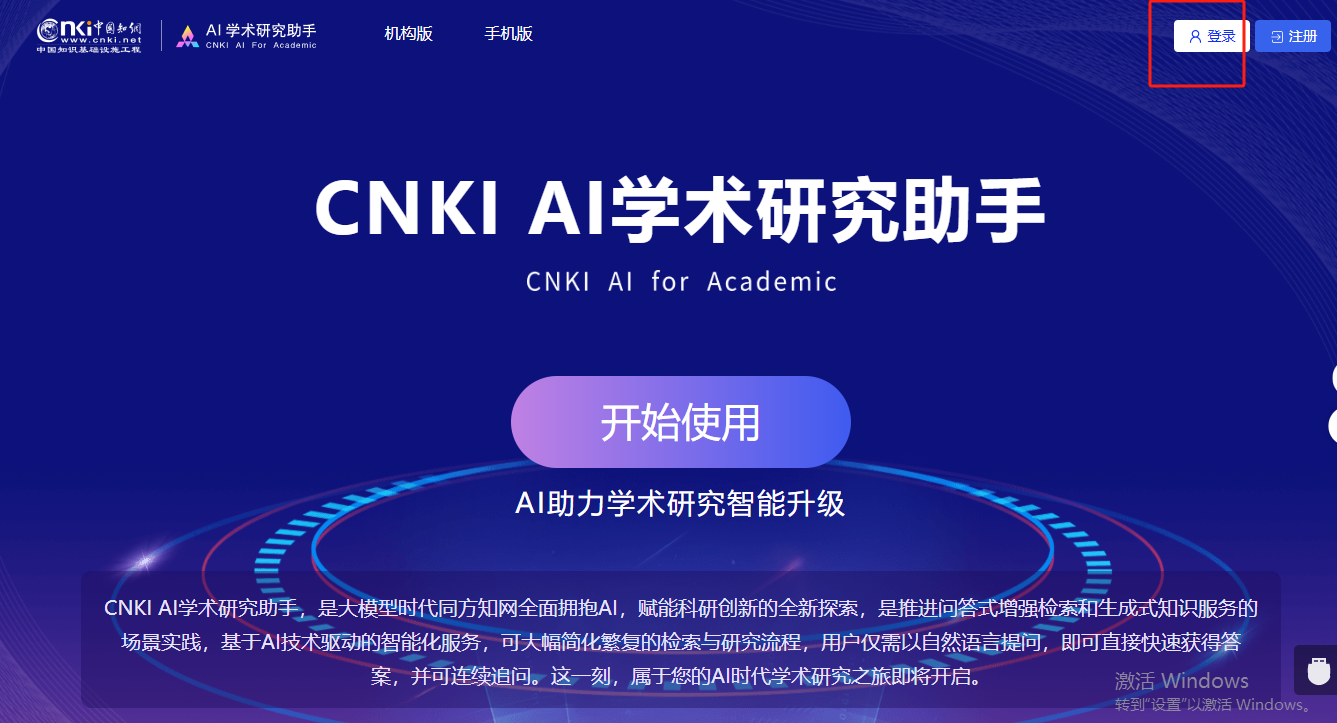 Cnki 中国知网
www.cnki.net
中国知识基础设施工程
AI 学术研究助手
CNKI AI For Academic
机构版
手机版
登录
注册
CNKI AI学术研究助手
CNKI AI for Academic
开始使用
AI助力学术研究智能升级
CNKI AI学术研究助手，是大模型时代同方知网全面拥抱AI，赋能科研创新的全新探索，是推进问答式增强检索和生成式知识服务的
场景实践，基于AI技术驱动的智能化服务，可大幅简化繁复的检索与研究流程，用户仅需以自然语言提问，即可直接快速获得答
案，并可连续追问。这一刻，属于您的AI时代学术研究之旅即将开启。
激活 Windows
转到"设置"以激活 Windows。